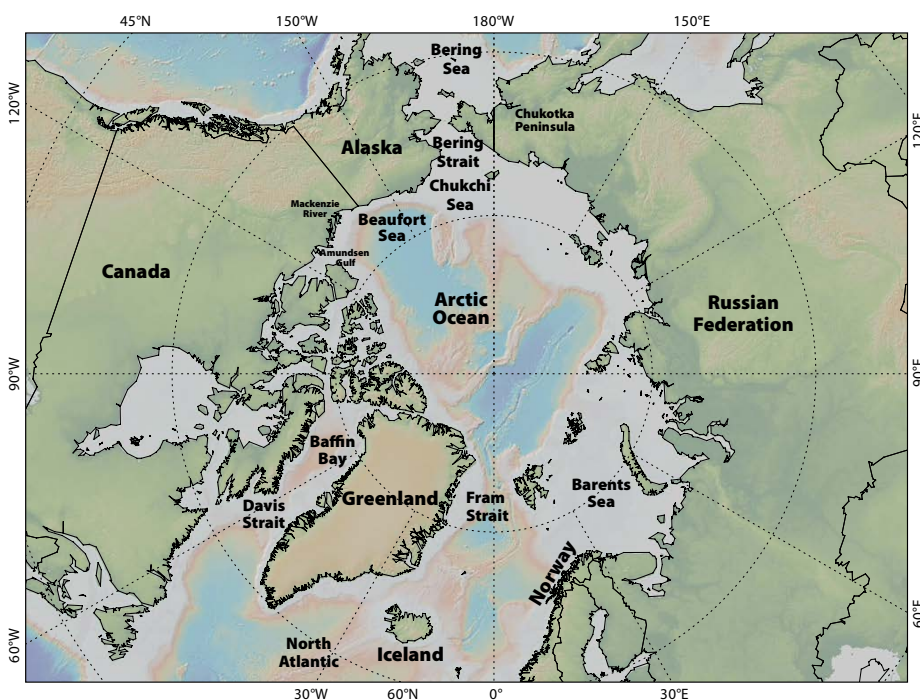 45°N
150°W
180°W
150°E
120°W
Bering
Sea
Chukotka
Peninsula
120°E
Alaska
Bering
Strait
Chukchi
Sea
Mackenzie
River
Beaufort
Sea
Amundsen
Gulf
Canada
Arctic
Ocean
Russian
Federation
90°W
90°E
Baffin
Bay
Greenland
Davis
Strait
Fram
Strait
Barents
Sea
Norway
60°W
60°E
North
Atlantic
Iceland
30°W
60°N
0°
30°E